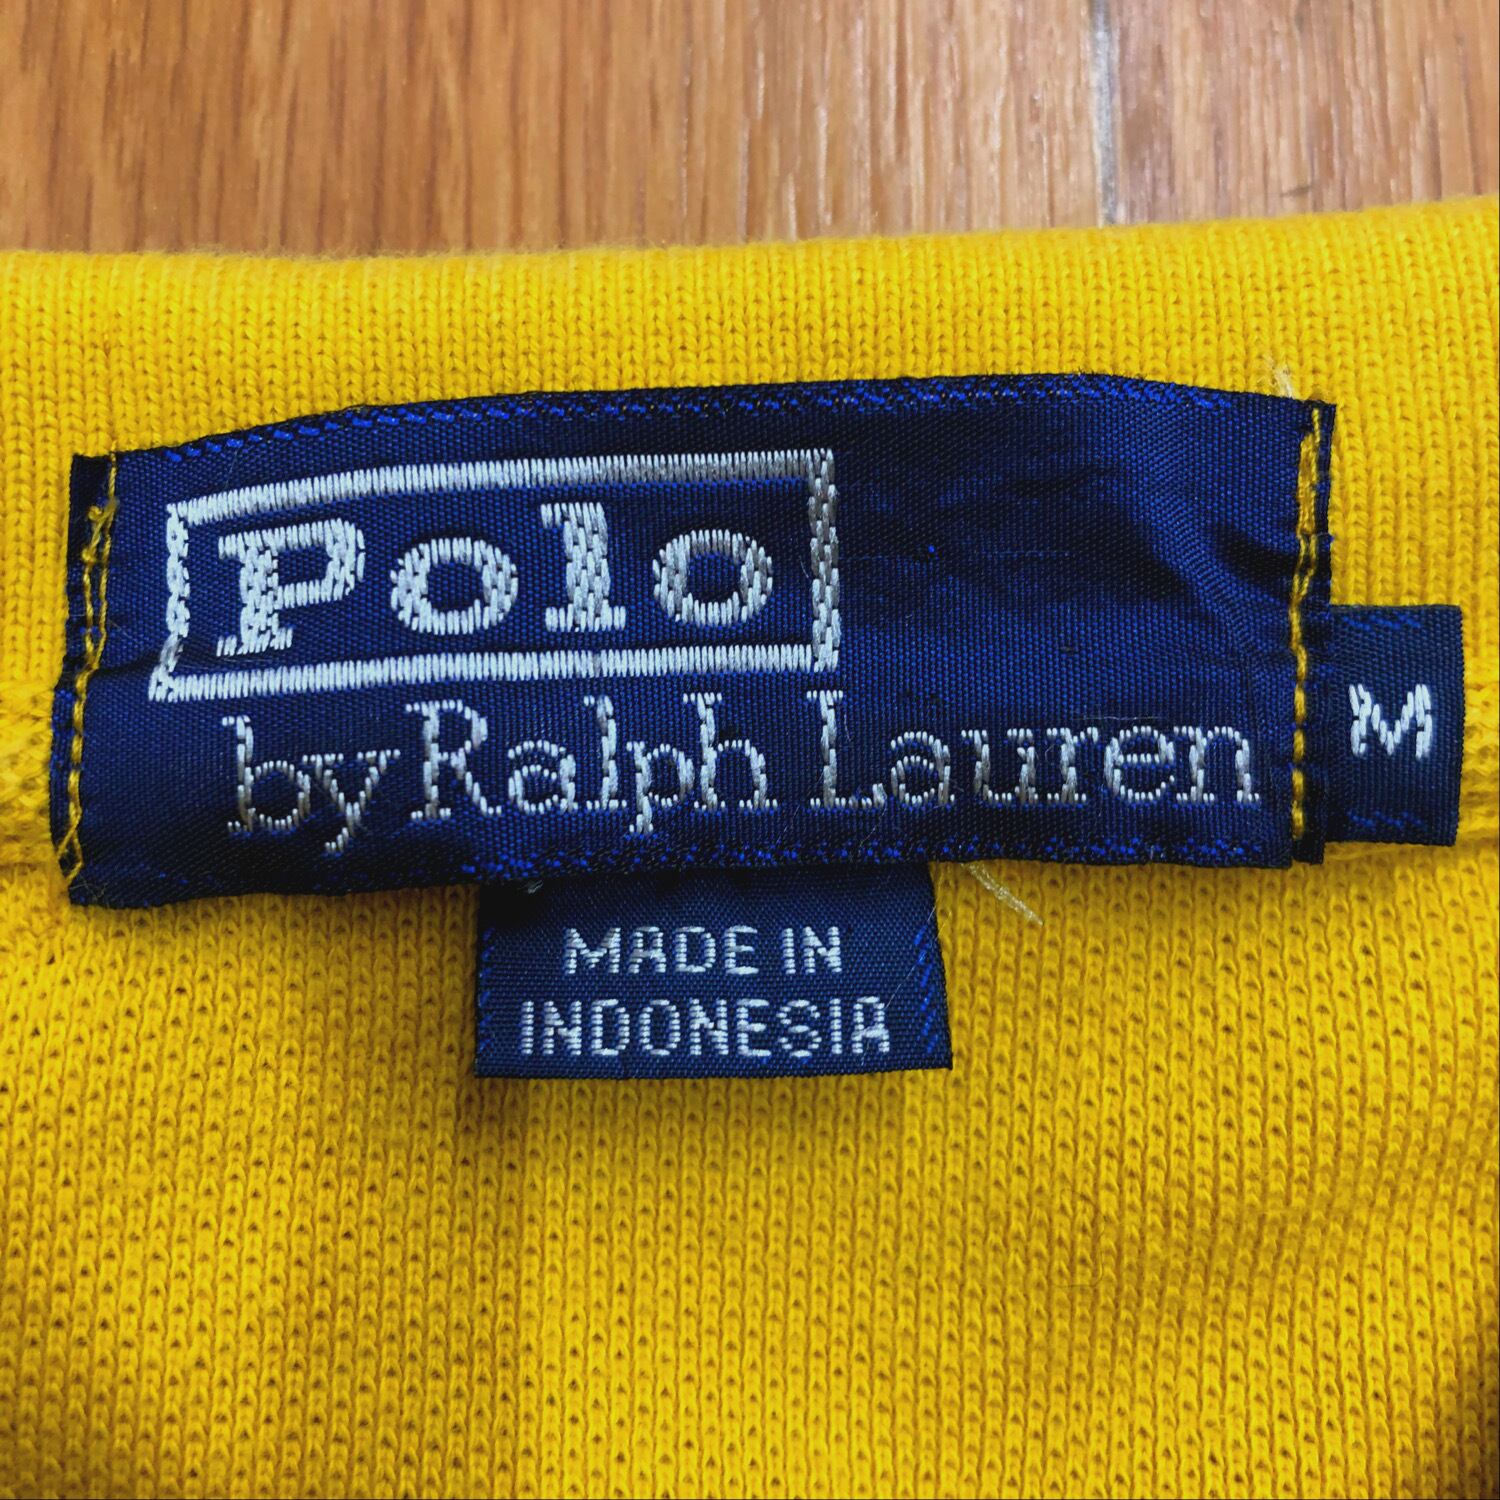 Polo
by Ralph Lauren
M
MADE IN
INDONESIA